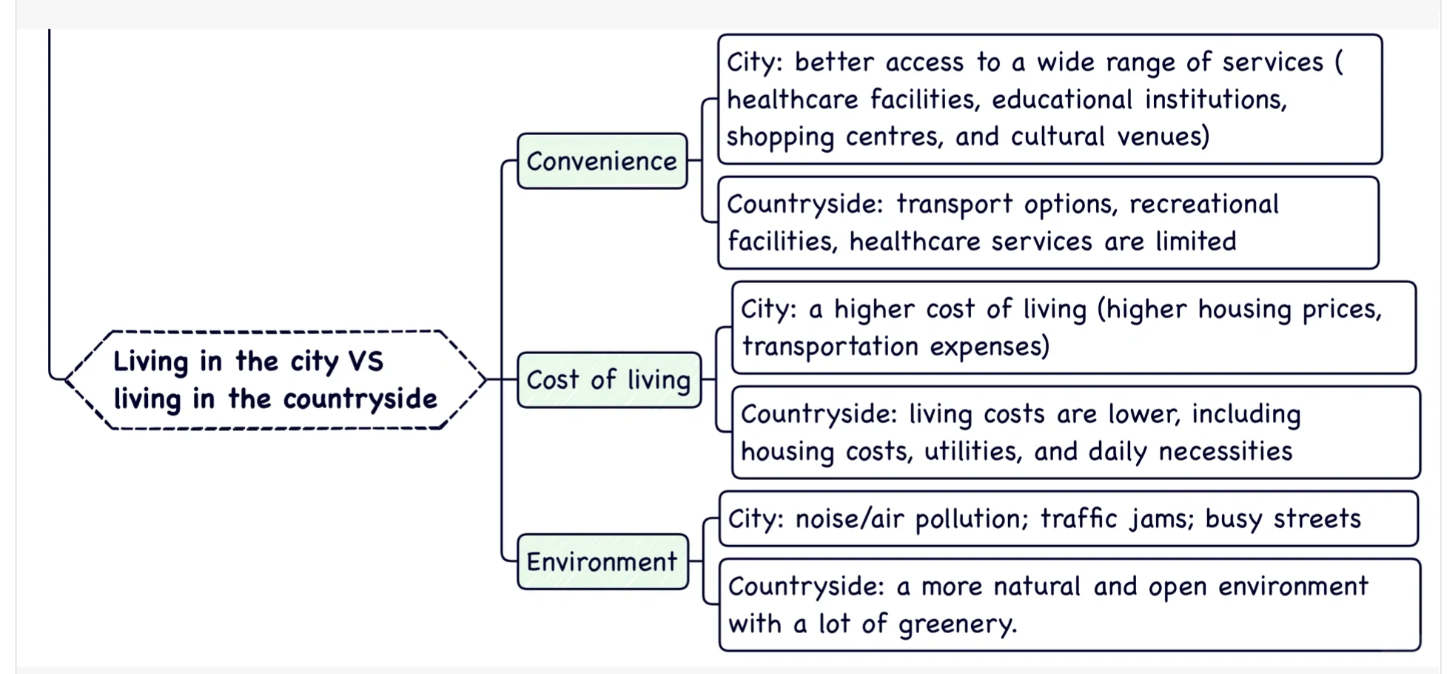 City: better access to a wide range of services (
healthcare facilities, educational institutions,
shopping centres, and cultural venues)
Convenience
Countryside: transport options, recreational
facilities, healthcare services are limited
City: a higher cost of living (higher housing prices,
transportation expenses)
Living in the city VS
living in the countryside
Cost of living
Countryside: living costs are lower, including
housing costs, utilities, and daily necessities
City: noise/air pollution; traffic jams; busy streets
Environment
Countryside: a more natural and open environment
with a lot of greenery.